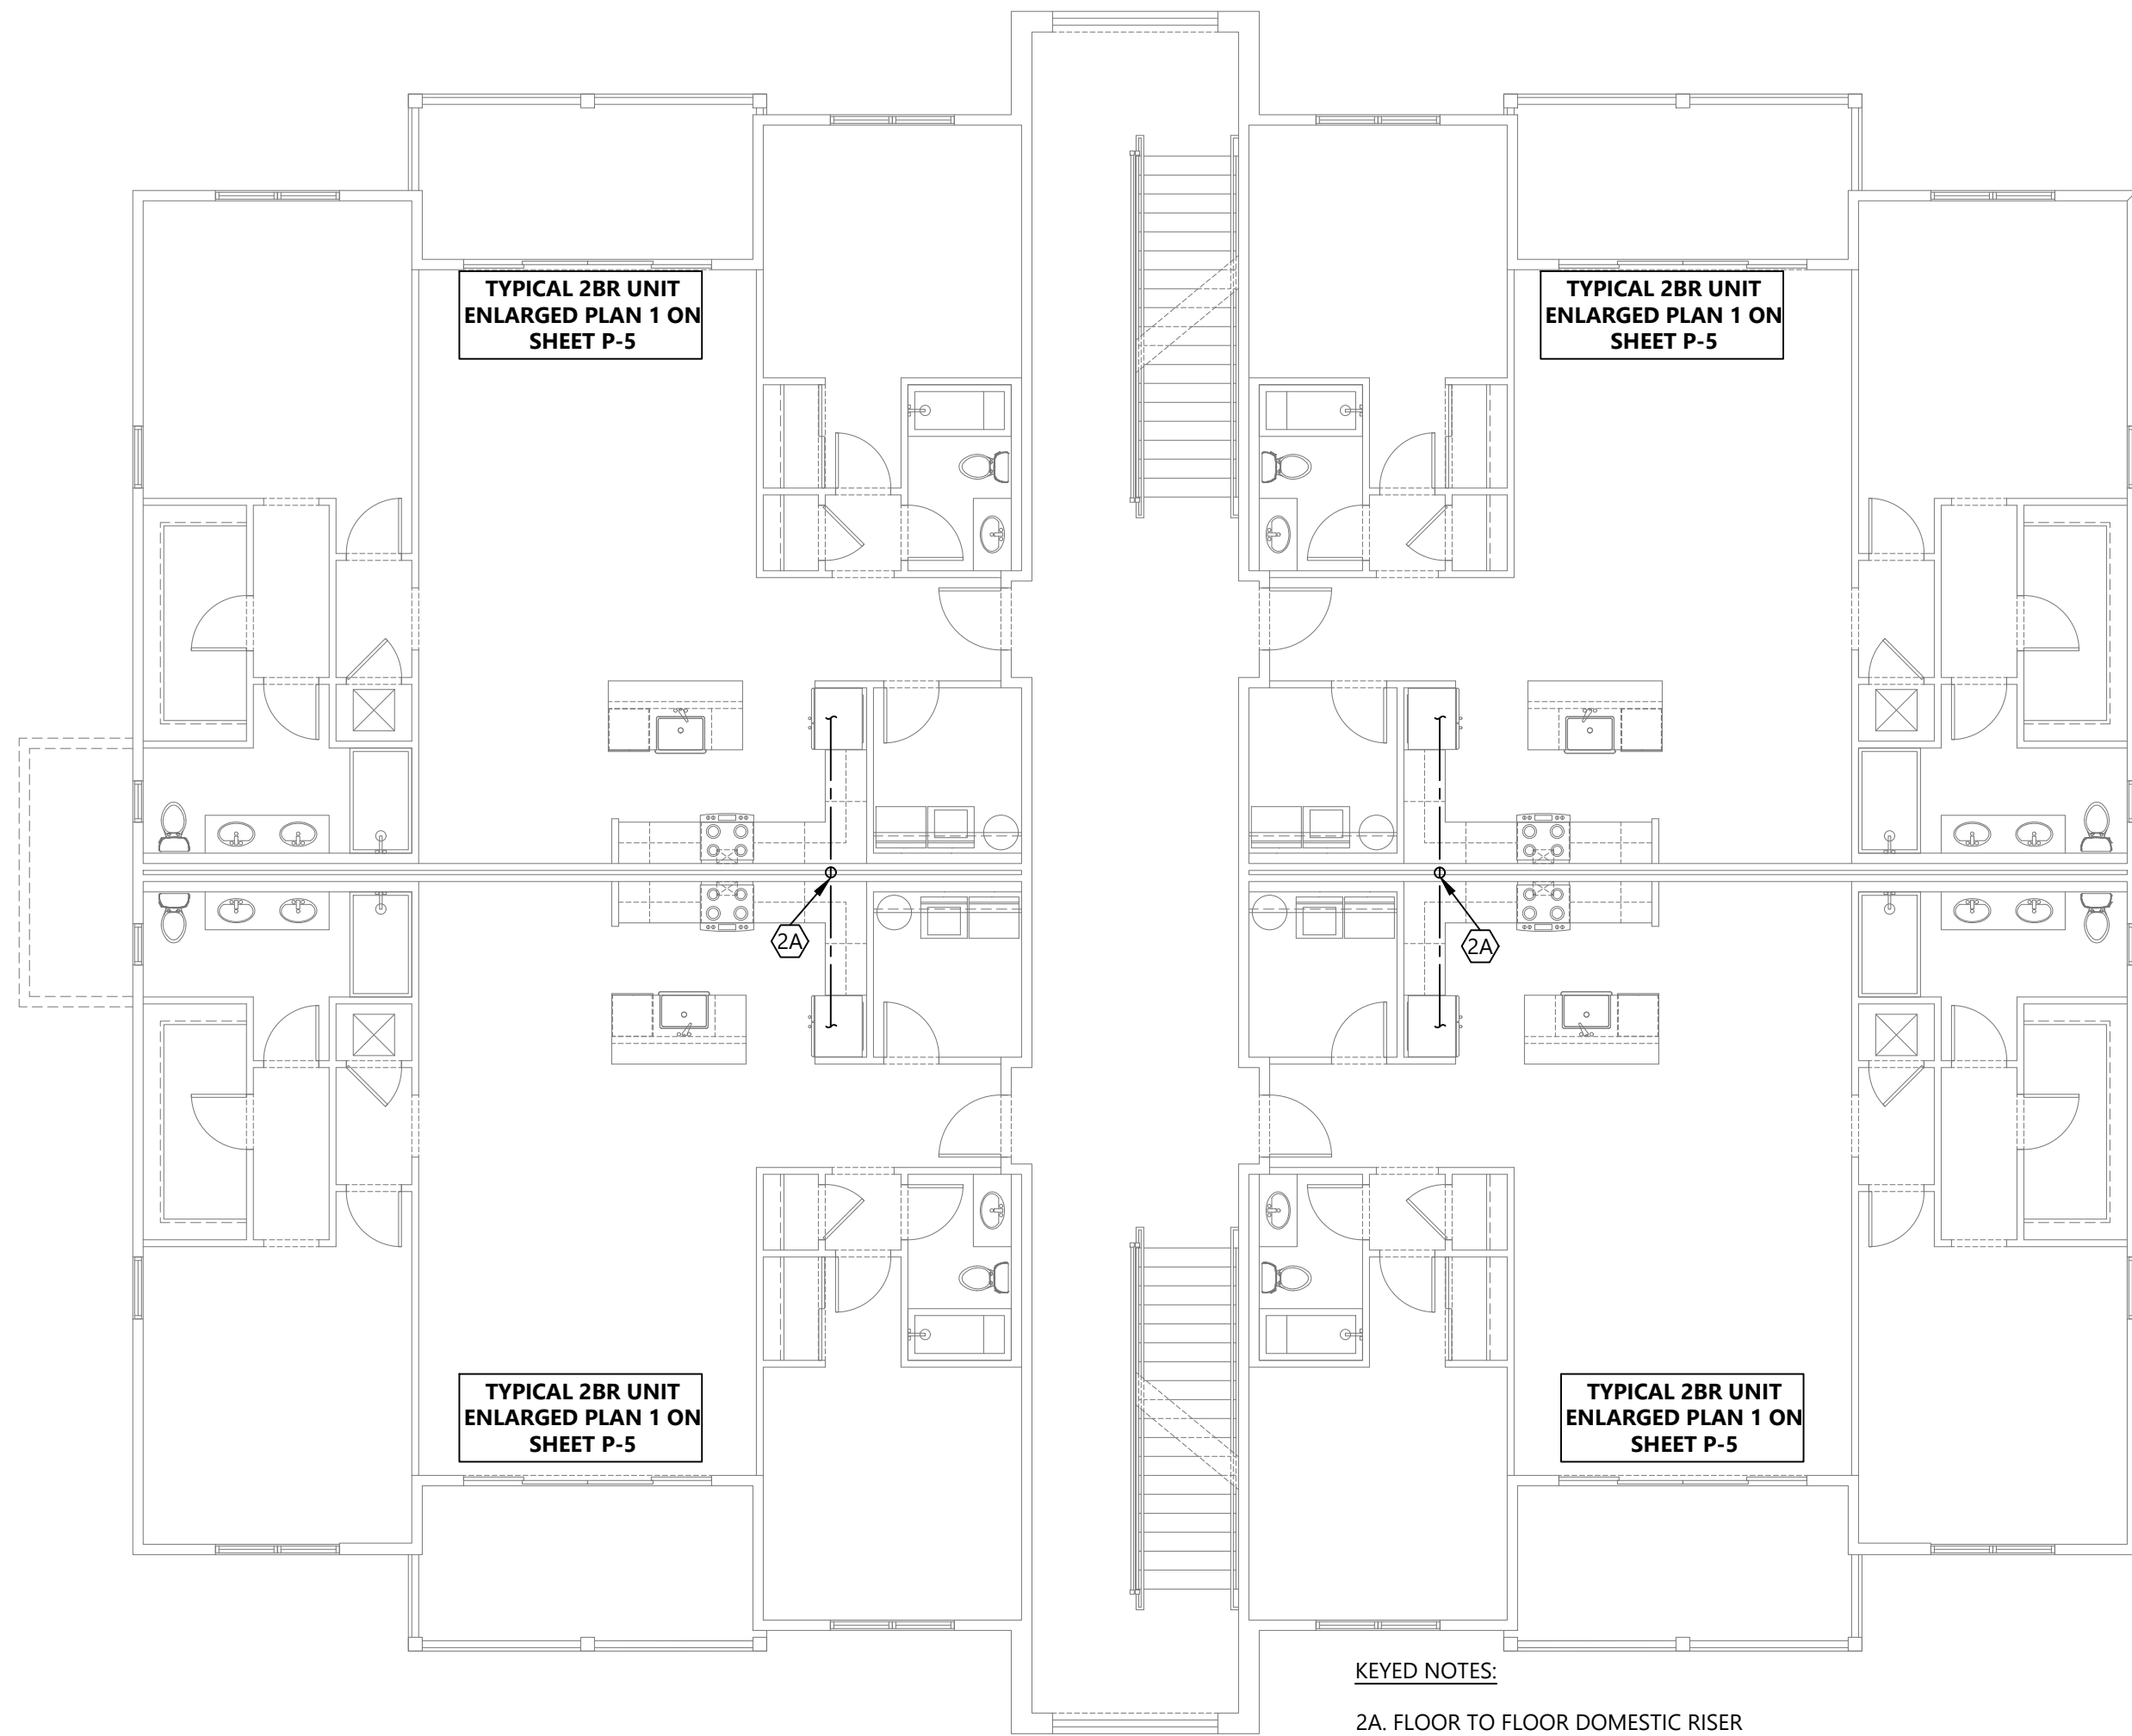 TYPICAL 2BR UNIT
ENLARGED PLAN 1 ON
SHEET P-5
TYPICAL 2BR UNIT
ENLARGED PLAN 1 ON
SHEET P-5
2A
2A
TYPICAL 2BR UNIT
ENLARGED PLAN 1 ON
SHEET P-5
TYPICAL 2BR UNIT
ENLARGED PLAN 1 ON
SHEET P-5
KEYED NOTES:
2A. FLOOR TO FLOOR DOMESTIC RISER